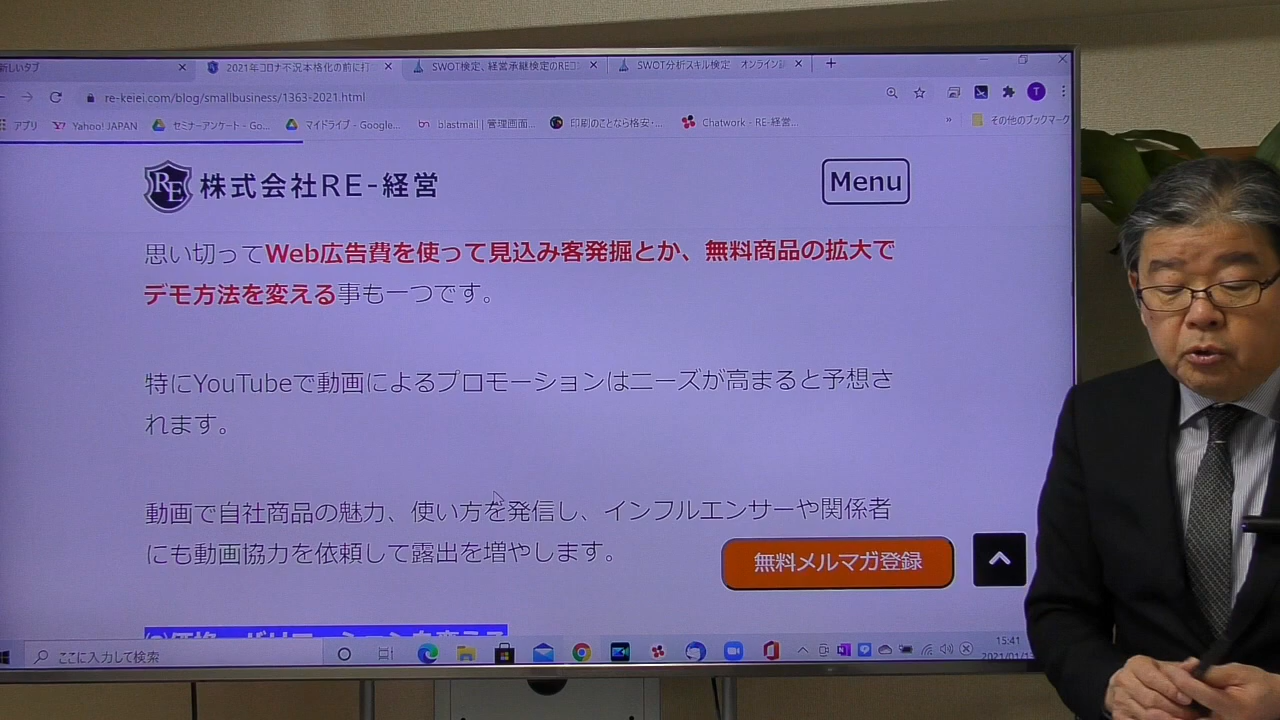 新しいタブ
2021年コロナ不況本格化の前に打
SWOT検定、経営承継検定のRE
SWOT分析スキル検定 オンライン
re-keiei.com/blog/smallbusiness/1363-2021.html
T
アプリ
Yahoo! JAPAN
セミナーアンケート - Go...
マイドライブ - Google...
blastmail | 管理画面...
印刷のことなら格安・...
Chatwork - RE-経営...
»
その他のブックマーク
RE
株式会社RE-経営
Menu
思い切ってWeb広告費を使って見込み客発掘とか、無料商品の拡大で
デモ方法を変える事も一つです。
特にYouTubeで動画によるプロモーションはニーズが高まると予想さ
れます。
動画で自社商品の魅力、使い方を発信し、インフルエンサーや関係者
にも動画協力を依頼して露出を増やします。
無料メルマガ登録
ここに入力して検索
15:41